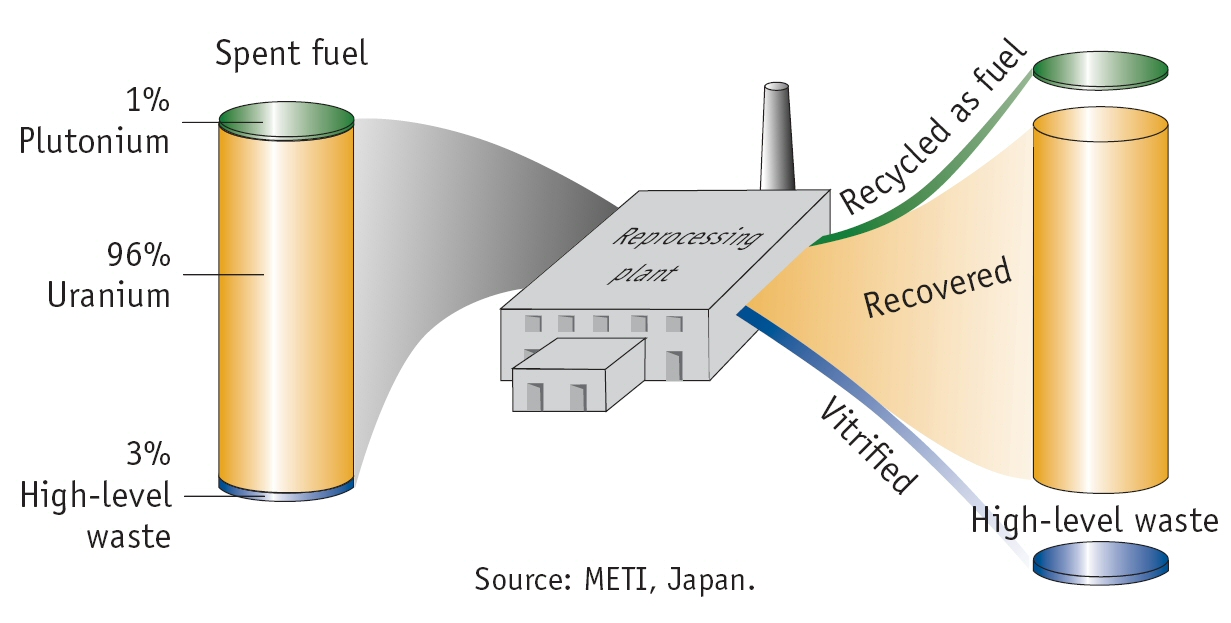 Spent fuel
1%
Plutonium
96%
Uranium
3%
High-level
waste
Reprocessing
plant
Recycled as fuel
Recovered
Vitrified
High-level waste
Source: METI, Japan.